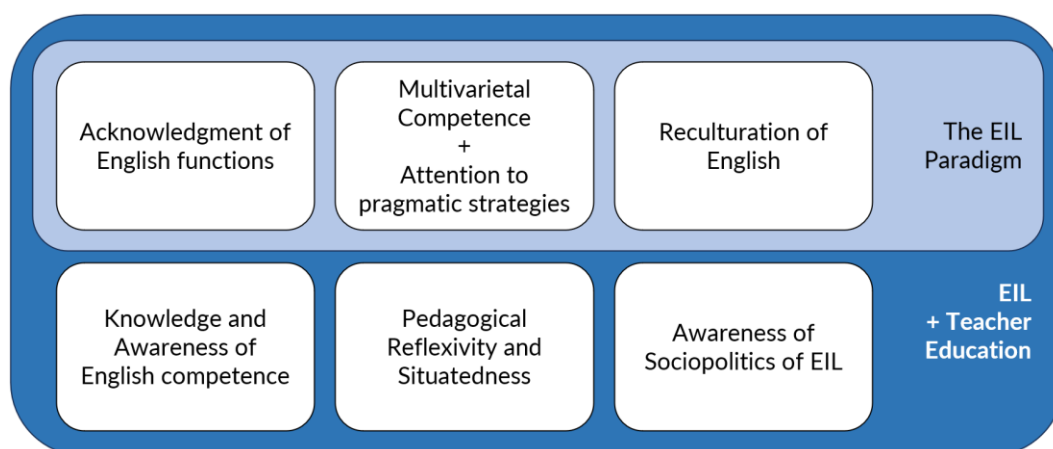 Acknowledgment of
English functions
Multivarietal
Competence
+
Attention to
pragmatic strategies
Reculturation of
English
The EIL
Paradigm
Knowledge and
Awareness of
English competence
Pedagogical
Reflexivity and
Situatedness
Awareness of
Sociopolitics of EIL
EIL
+ Teacher
Education